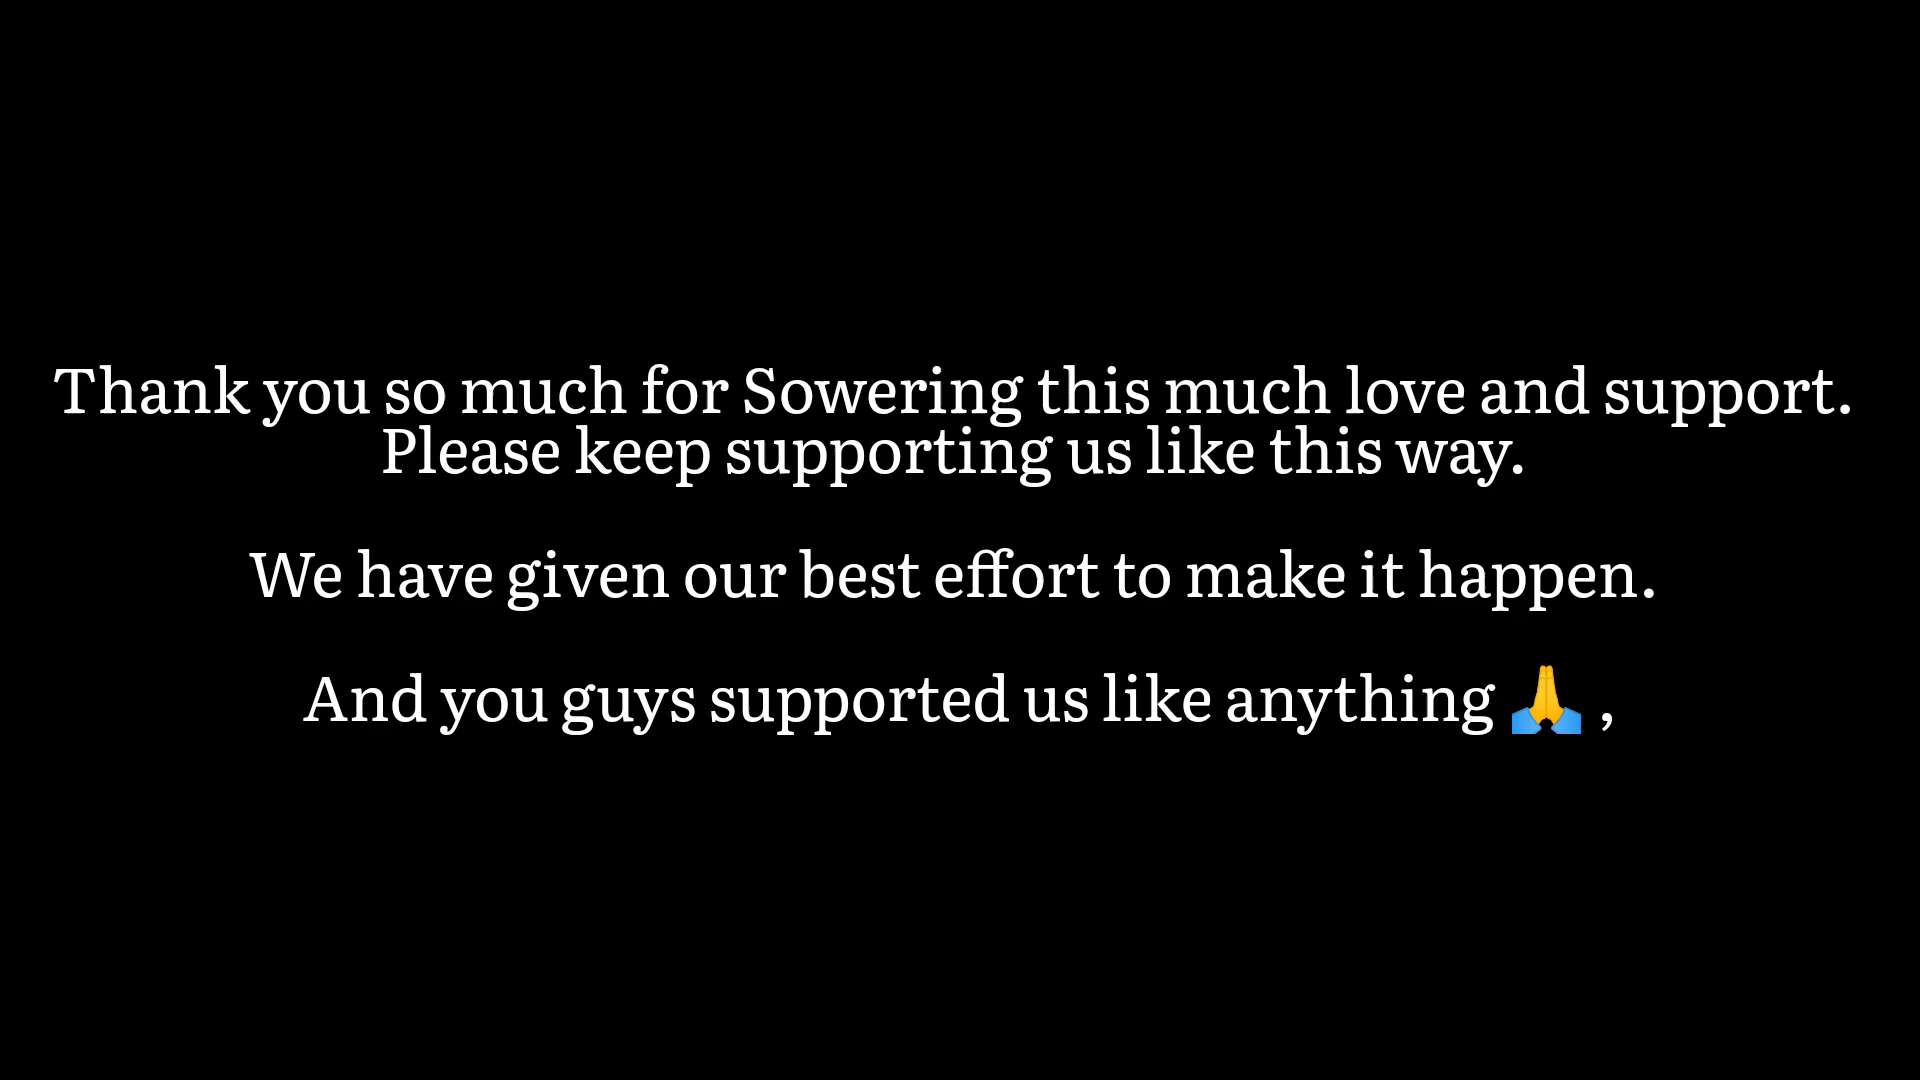 Thank you so much for Sowering this much love and support.
Please keep supporting us like this way.
We have given our best effort to make it happen.
And you guys supported us like anything 🙏 ,